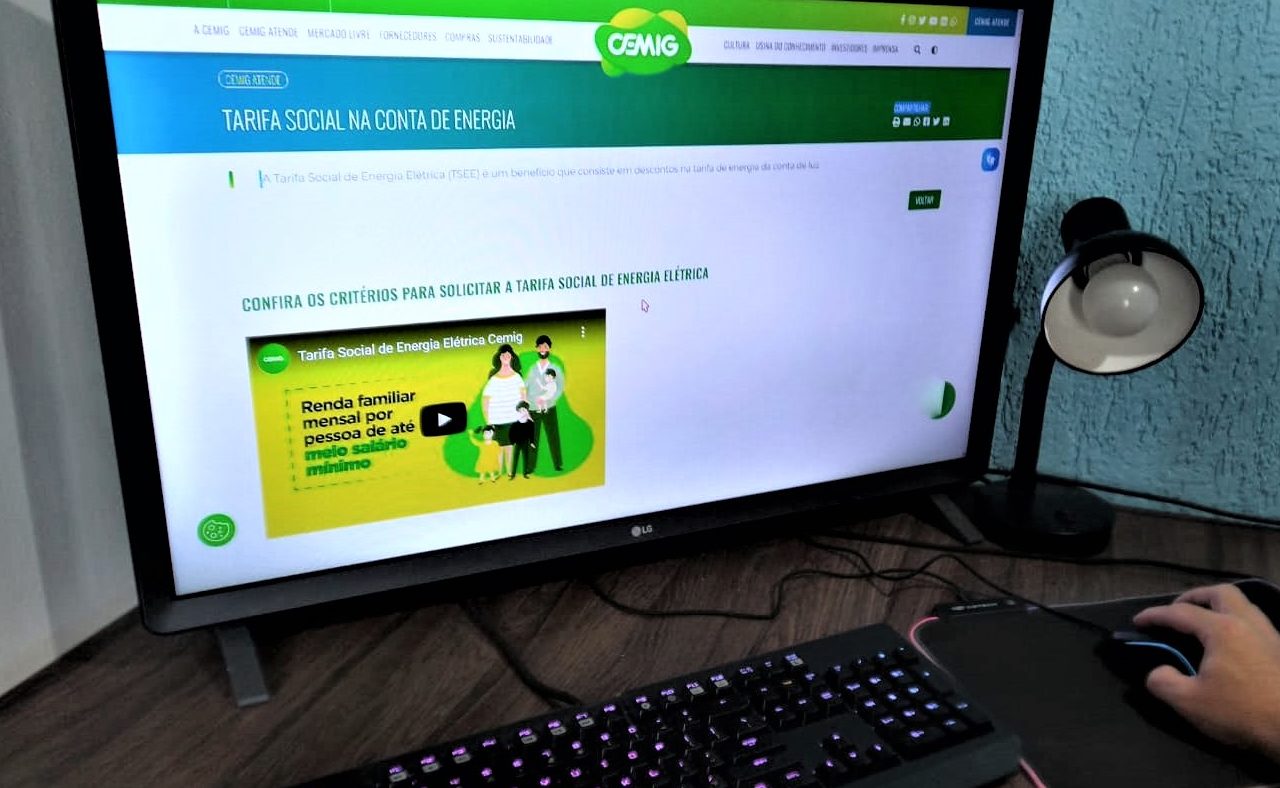 A CEMIG CEMIG ATENDE MERCADO LIVRE FORNECEDORES COMPRAS SUSTENTABILIDADE
CEMIG
CULTURA USINA DO CONHECIMENTO INVESTIDORES IMPRENSA
CEMIG ATENDE
CEMIG ATENDE
TARIFA SOCIAL NA CONTA DE ENERGIA
COMPARTILHAR
A Tarifa Social de Energia Elétrica (TSEE) é um benefício que consiste em descontos na tarifa de energia da conta de luz
VOLTAR
CONFIRA OS CRITÉRIOS PARA SOLICITAR A TARIFA SOCIAL DE ENERGIA ELÉTRICA
CEMIG
Tarifa Social de Energia Elétrica Cemig
Renda familiar
mensal por
pessoa de até
meio salário
mínimo
LG